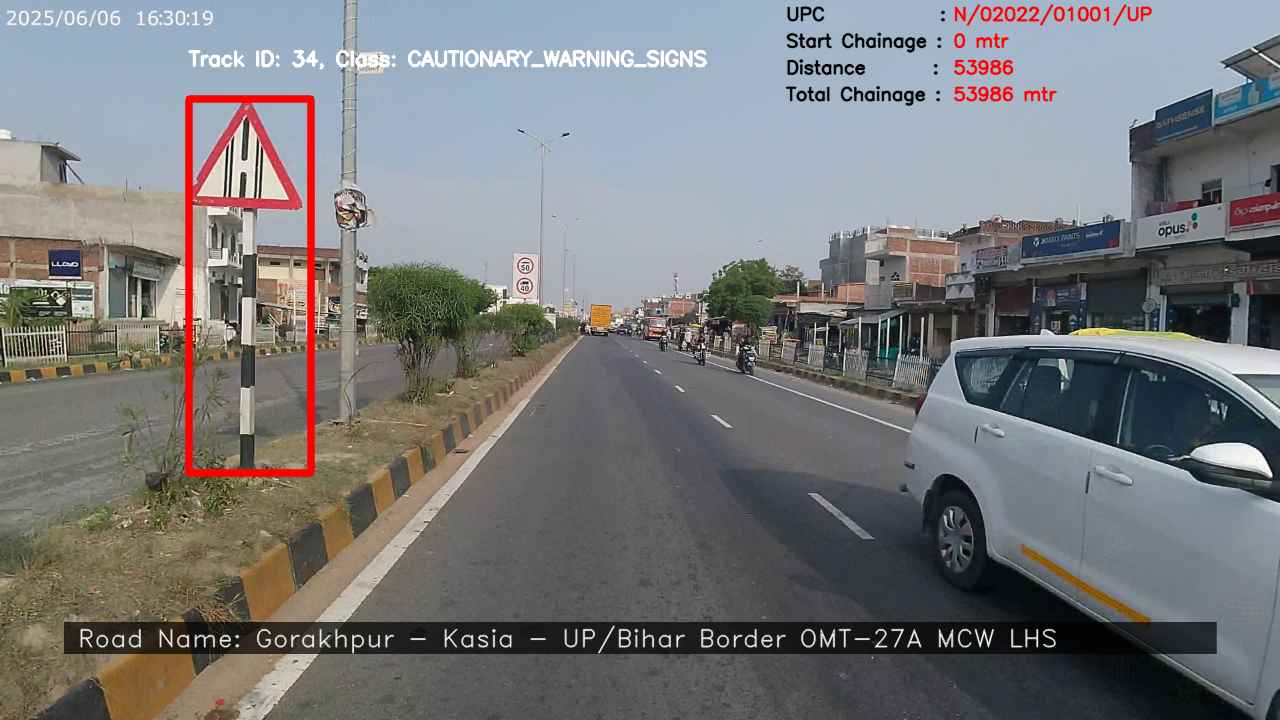 2025/06/06 16:30:19
UPC : N/02022/01001/UP
Start Chainage : 0 mtr
Distance : 53986
Total Chainage : 53986 mtr
Track ID: 34, Class: CAUTIONARY_WARNING_SIGNS
LLOYD
50
40
opus
Road Name: Gorakhpur - Kasia - UP/Bihar Border OMT-27A MCW LHS